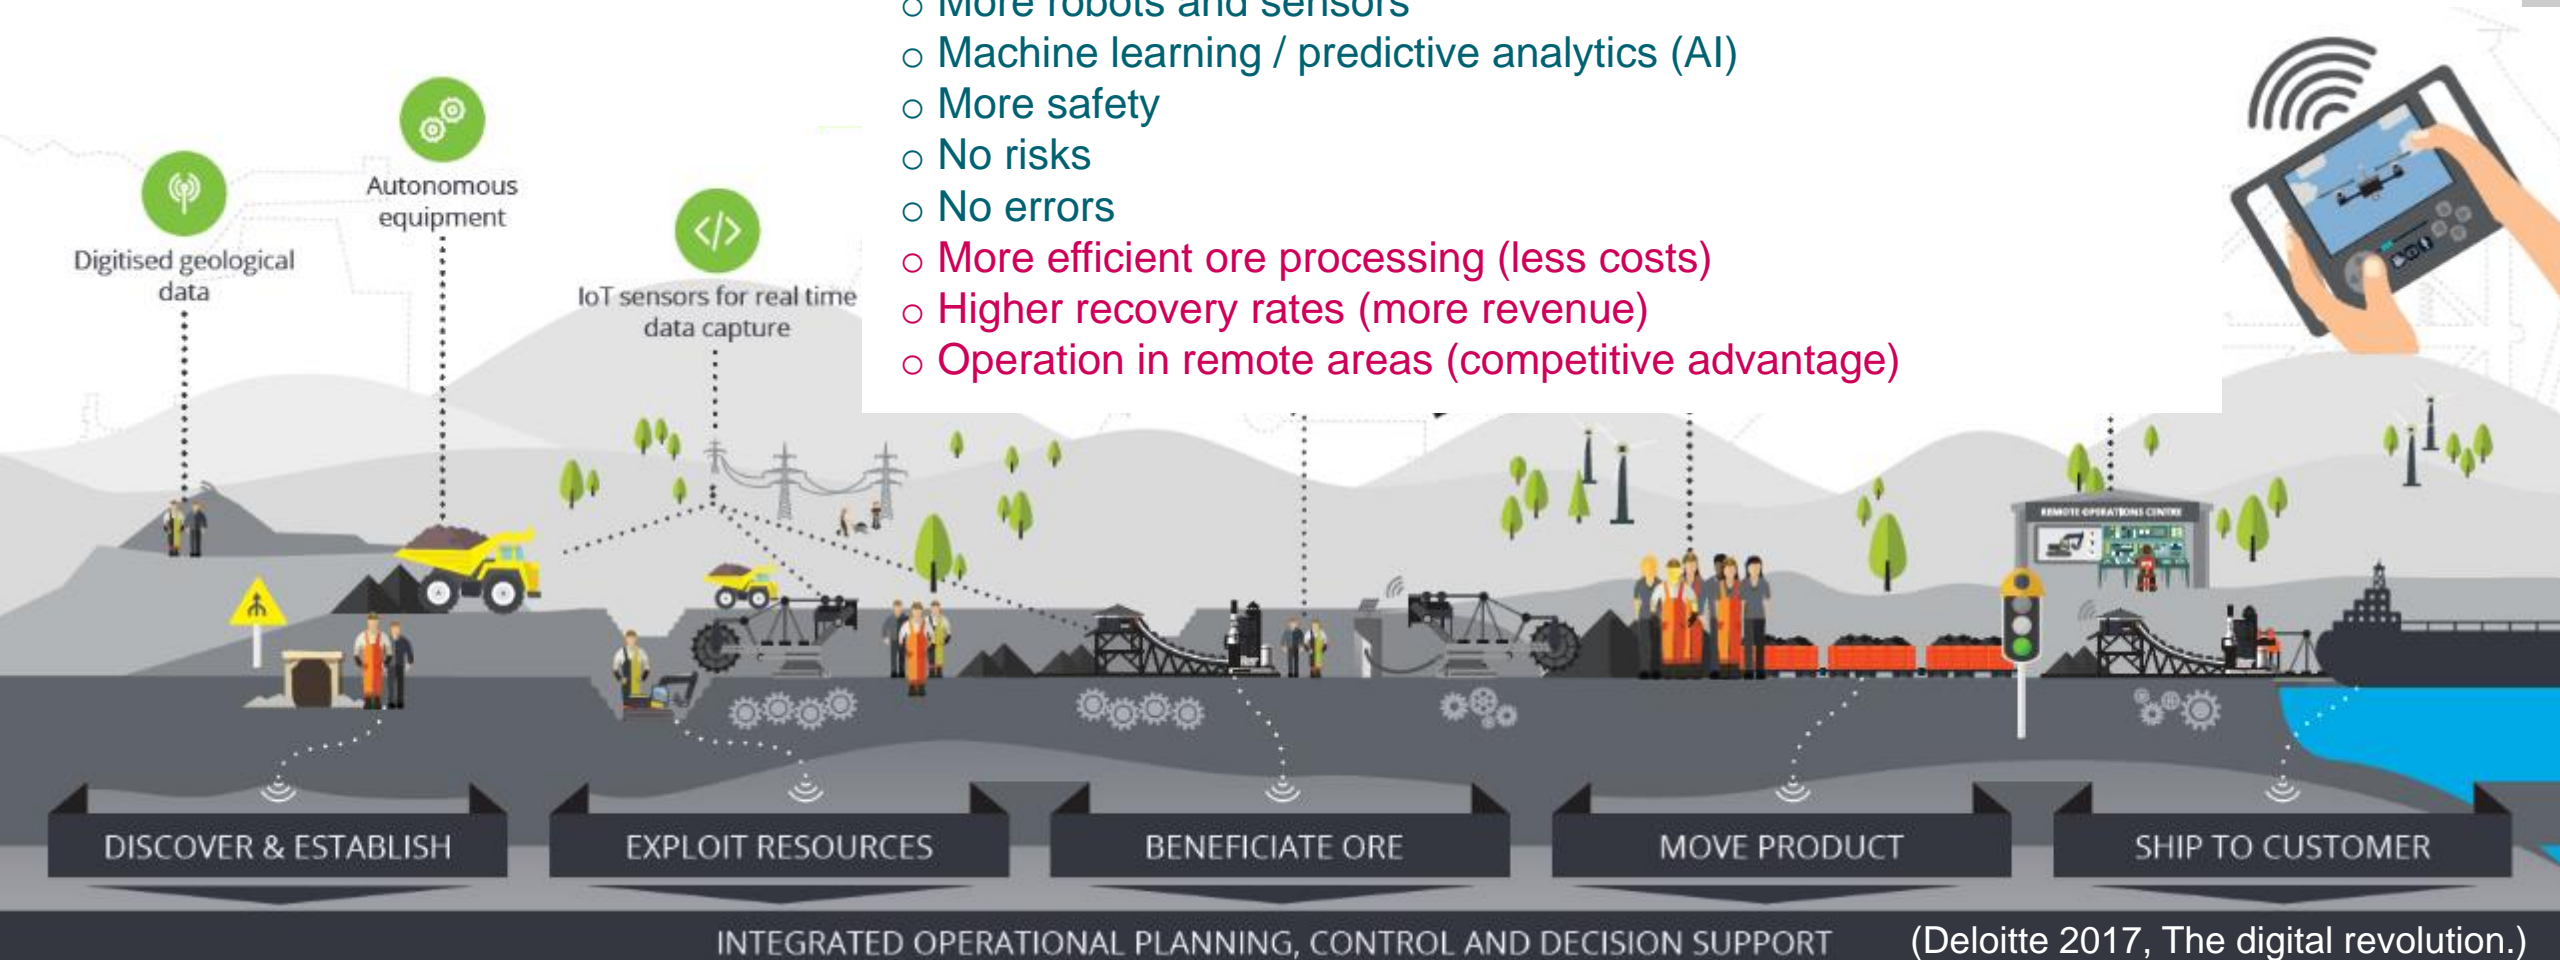 ○ More robots and sensors
○ Machine learning / predictive analytics (AI)
○ More safety
○ No risks
○ No errors
○ More efficient ore processing (less costs)
○ Higher recovery rates (more revenue)
○ Operation in remote areas (competitive advantage)
Autonomous
equipment
Digitised geological
data
IoT sensors for real time
data capture
REMOTE OPERATIONS CENTRE
DISCOVER & ESTABLISH
EXPLOIT RESOURCES
BENEFICIATE ORE
MOVE PRODUCT
SHIP TO CUSTOMER
INTEGRATED OPERATIONAL PLANNING, CONTROL AND DECISION SUPPORT
(Deloitte 2017, The digital revolution.)